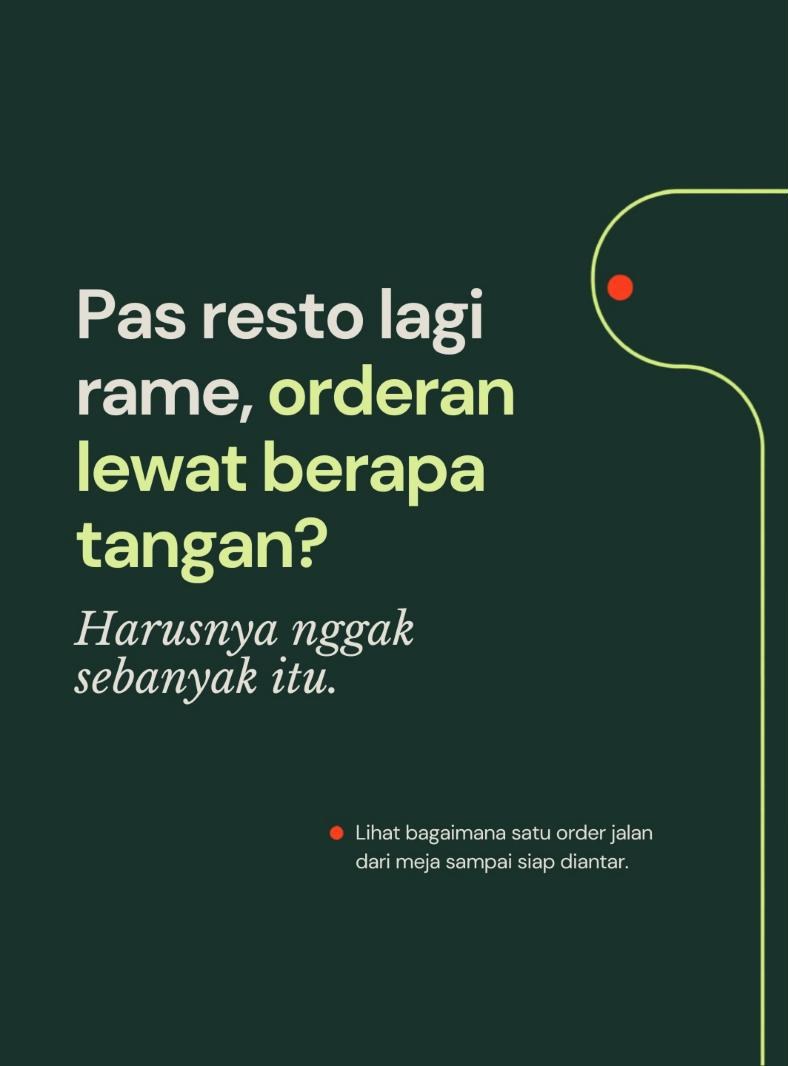 Pas resto lagi
rame, orderan
lewat berapa
tangan?
Harusnya nggak
sebanyak itu.
Lihat bagaimana satu order jalan
dari meja sampai siap diantar.